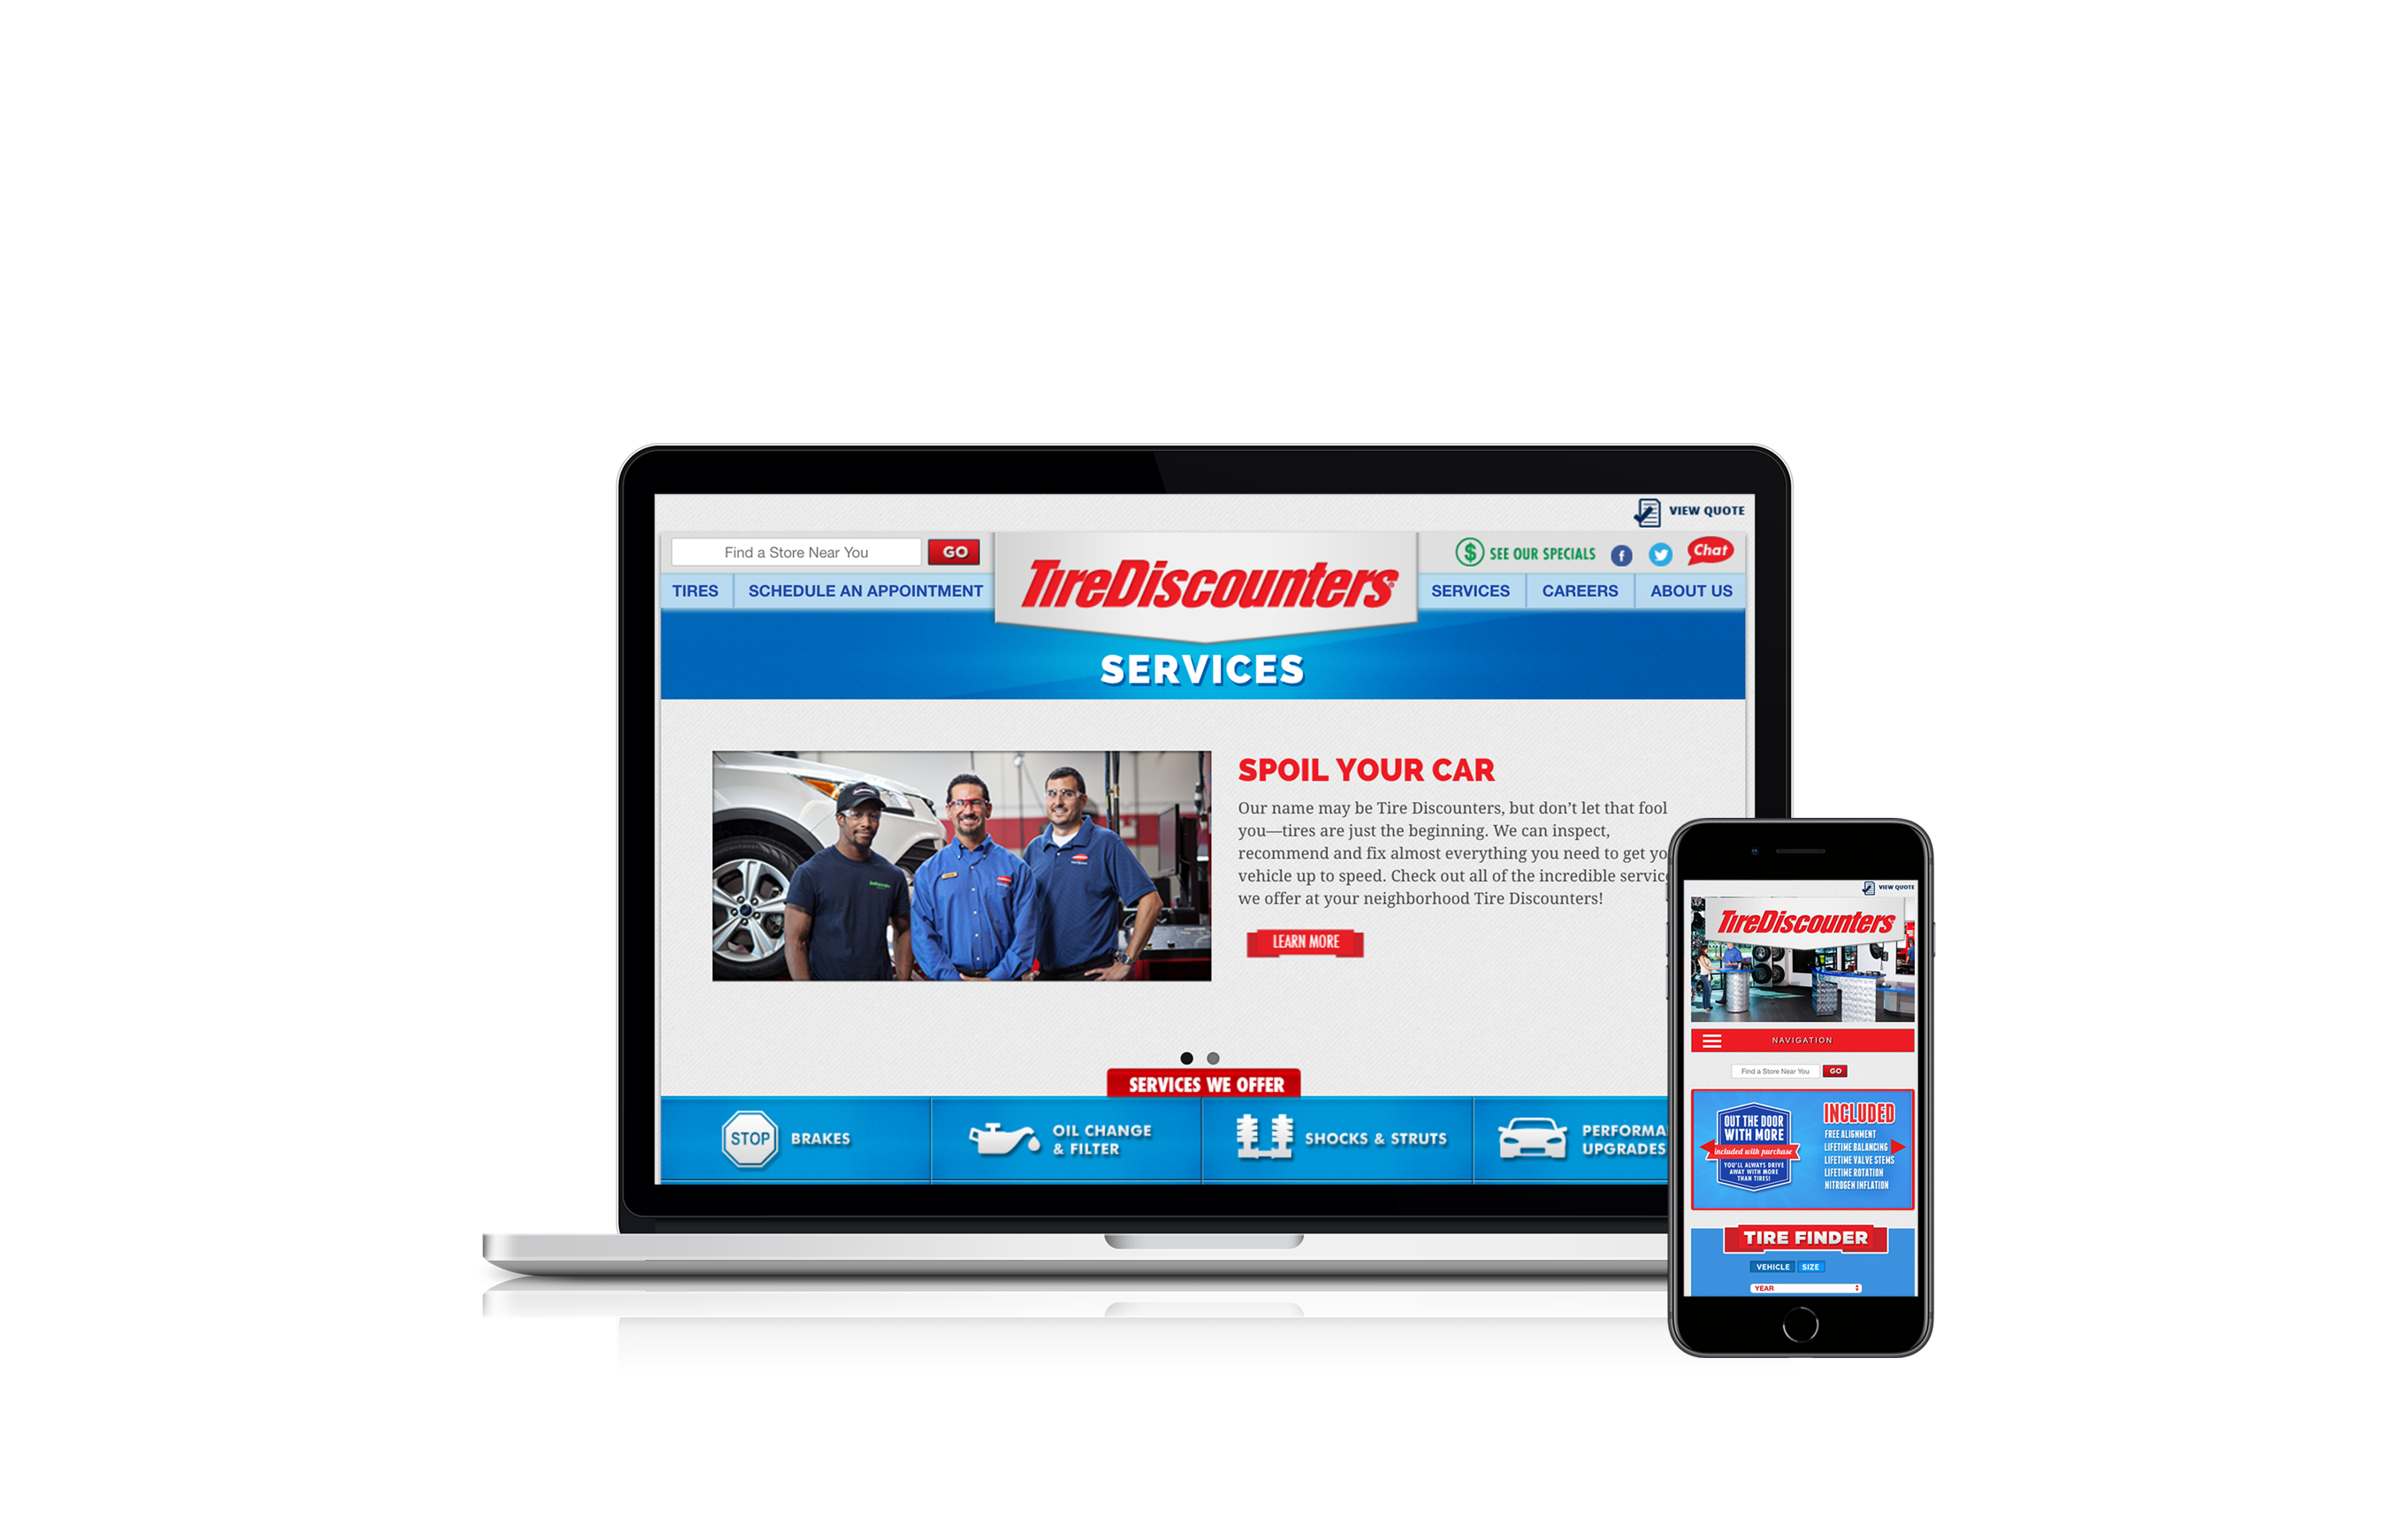 VIEW QUOTE
Find a Store Near You
GO
TireDiscounters
SEE OUR SPECIALS
Chat
TIRES
SCHEDULE AN APPOINTMENT
SERVICES
CAREERS
ABOUT US
SERVICES
SPOIL YOUR CAR
Our name may be Tire Discounters, but don't let that fool
you—tires are just the beginning. We can inspect,
recommend and fix almost everything you need to get yo
vehicle up to speed. Check out all of the incredible servic
we offer at your neighborhood Tire Discounters!
LEARN MORE
SERVICES WE OFFER
STOP
BRAKES
OIL CHANGE
& FILTER
SHOCKS & STRUTS
PERFORMA
UPGRADES
VIEW QUOTE
TireDiscounters
NAVIGATION
Find a Store Near You
GO
OUT THE DOOR
WITH MORE
included with purchase
YOU'LL ALWAYS DRIVE
AWAY WITH MORE
THAN TIRES!
INCLUDED
FREE ALIGNMENT
LIFETIME BALANCING
LIFETIME VALVE STEMS
LIFETIME ROTATION
NITROGEN INFLATION
TIRE FINDER
VEHICLE
SIZE
YEAR